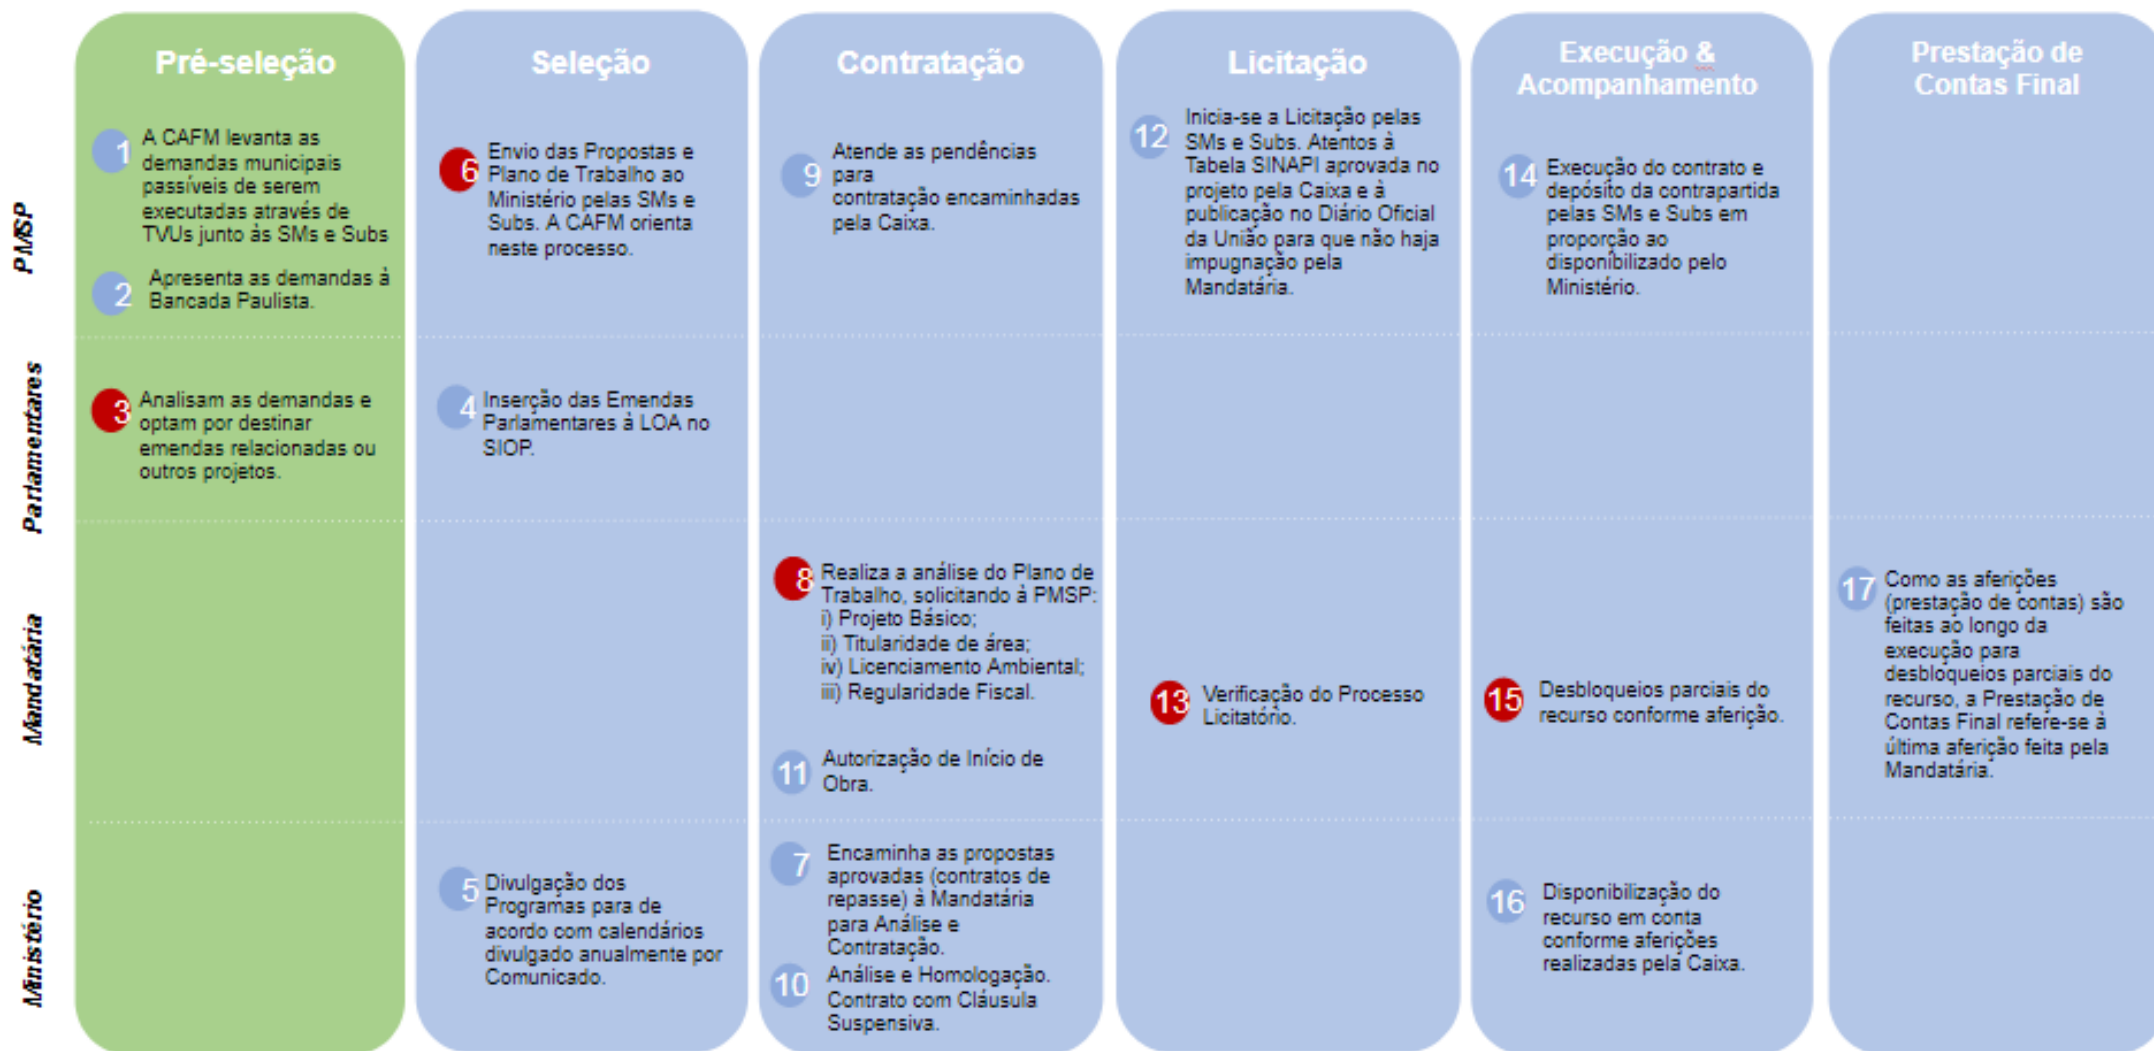 Pré-seleção
Seleção
Contratação
Licitação
Execução &
Acompanhamento
Prestação de
Contas Final
PMSP
1
A CAFM levanta as
demandas municipais
passíveis de serem
executadas através de
TVUs junto às SMs e Subs
2
Apresenta as demandas à
Bancada Paulista.
6
Envio das Propostas e
Plano de Trabalho ao
Ministério pelas SMs e
Subs. A CAFM orienta
neste processo.
9
Atende as pendências
para
contratação encaminhadas
pela Caixa.
12
Inicia-se a Licitação pelas
SMs e Subs. Atentos à
Tabela SINAPI aprovada no
projeto pela Caixa e à
publicação no Diário Oficial
da União para que não haja
impugnação pela
Mandatária.
14
Execução do contrato e
depósito da contrapartida
pelas SMs e Subs em
proporção ao
disponibilizado pelo
Ministério.
Parlamentares
3
Analisam as demandas e
optam por destinar
emendas relacionadas ou
outros projetos.
4
Inserção das Emendas
Parlamentares à LOA no
SIOP.
Mandatária
8
Realiza a análise do Plano de
Trabalho, solicitando à PMSP:
i) Projeto Básico;
ii) Titularidade de área;
iv) Licenciamento Ambiental;
iii) Regularidade Fiscal.
11
Autorização de Início de
Obra.
13
Verificação do Processo
Licitatório.
15
Desbloqueios parciais do
recurso conforme aferição.
17
Como as aferições
(prestação de contas) são
feitas ao longo da
execução para
desbloqueios parciais do
recurso, a Prestação de
Contas Final refere-se à
última aferição feita pela
Mandatária.
Ministério
5
Divulgação dos
Programas para de
acordo com calendários
divulgado anualmente por
Comunicado.
7
Encaminha as propostas
aprovadas (contratos de
repasse) à Mandatária
para Análise e
Contratação.
10
Análise e Homologação.
Contrato com Cláusula
Suspensiva.
16
Disponibilização do
recurso em conta
conforme aferições
realizadas pela Caixa.